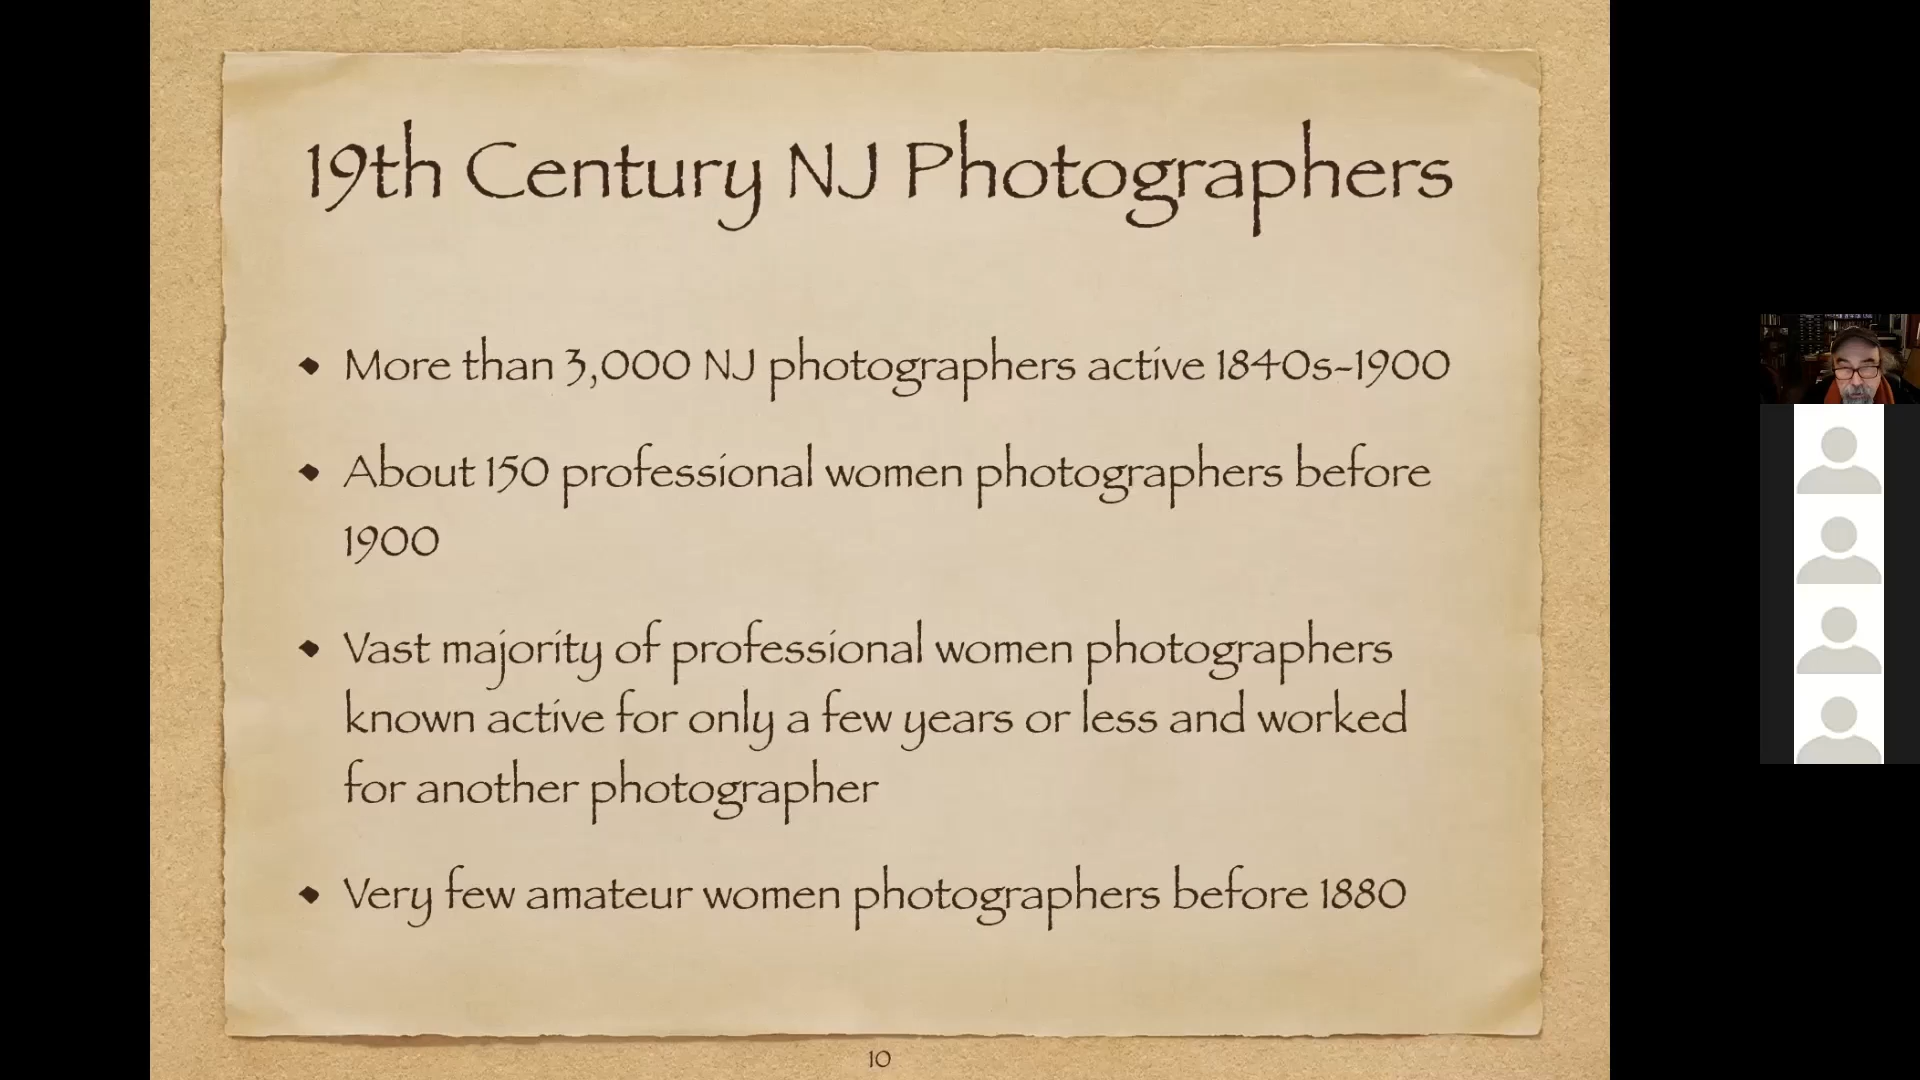 19th Century NJ Photographers
More than 3,000 NJ photographers active 1840s-1900
About 150 professional women photographers before
1900
Vast majority of professional women photographers
known active for only a few years or less and worked
for another photographer
Very few amateur women photographers before 1880
10